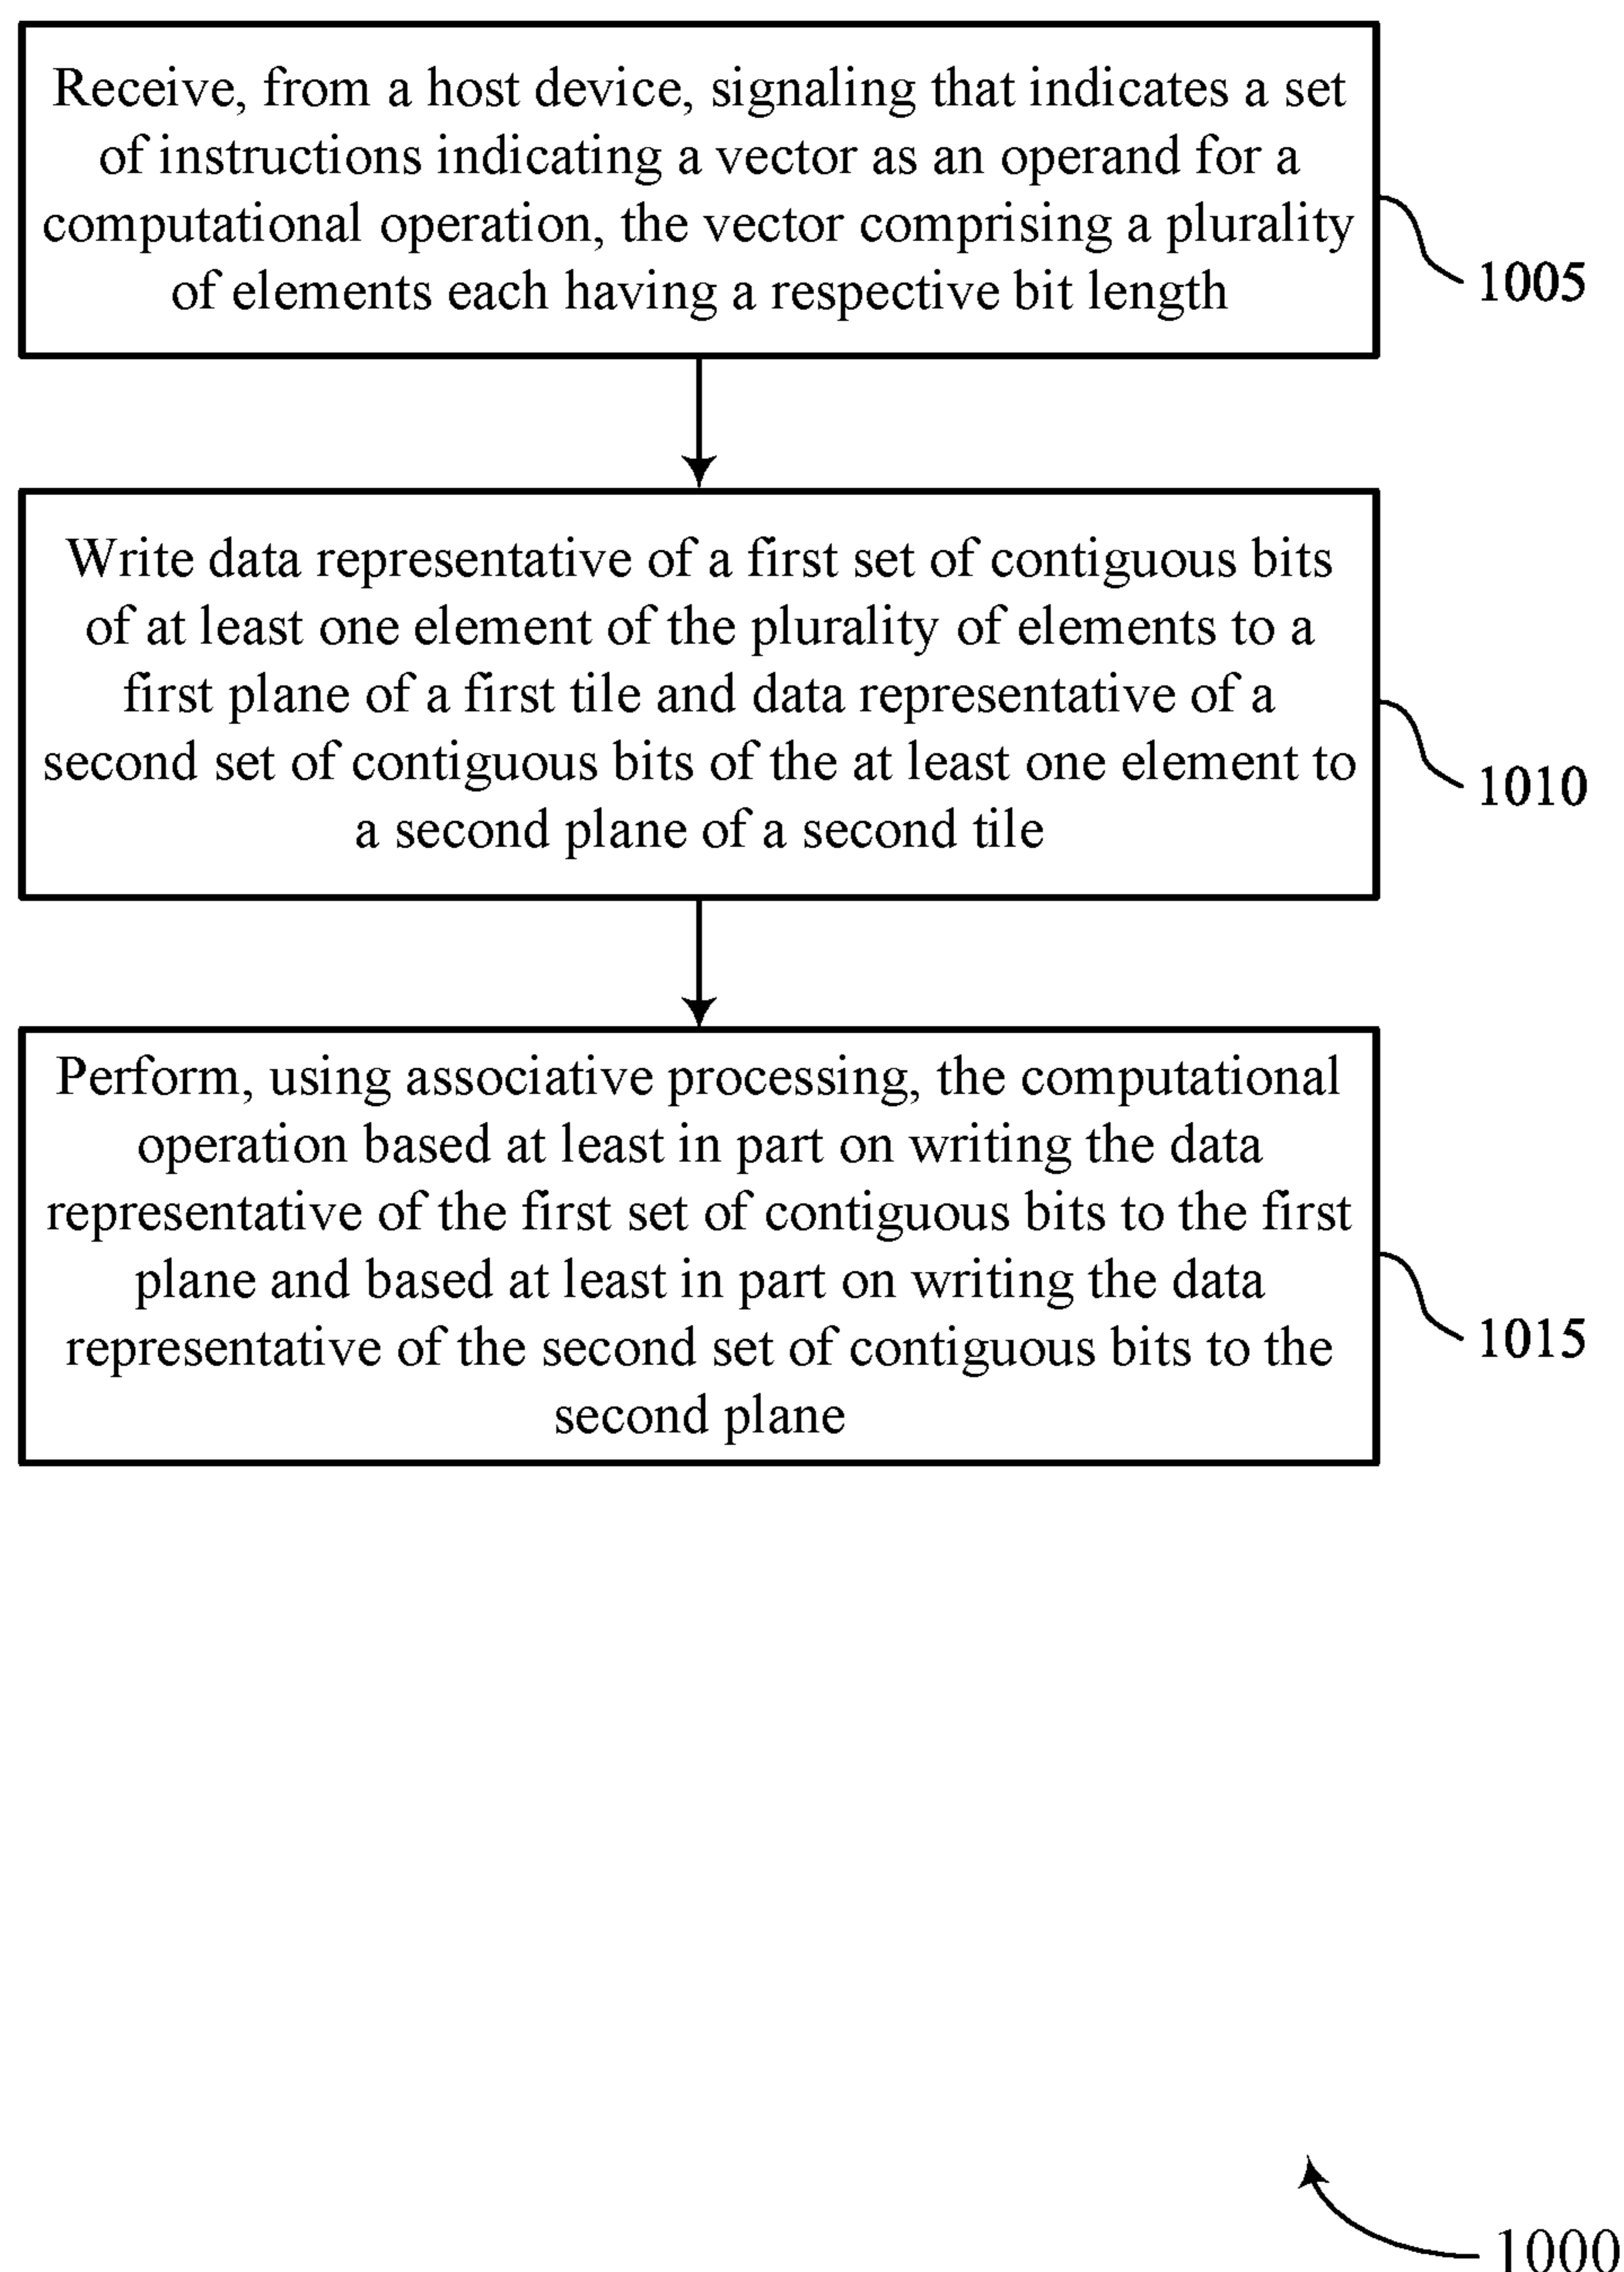 Receive, from a host device, signaling that indicates a set
of instructions indicating a vector as an operand for a
computational operation, the vector comprising a plurality
of elements each having a respective bit length
1005
Write data representative of a first set of contiguous bits
of at least one element of the plurality of elements to a
first plane of a first tile and data representative of a
second set of contiguous bits of the at least one element to
a second plane of a second tile
1010
Perform, using associative processing, the computational
operation based at least in part on writing the data
representative of the first set of contiguous bits to the first
plane and based at least in part on writing the data
representative of the second set of contiguous bits to the
second plane
1015
1000